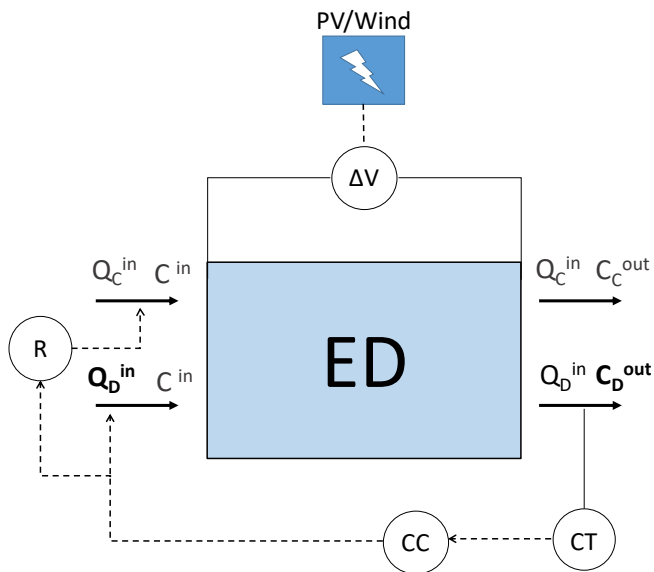 PV/Wind
ΔV
Q_C^in C^in
Q_C^in C_C^out
R
ED
Q_D^in C^in
Q_D^in C_D^out
CC
CT